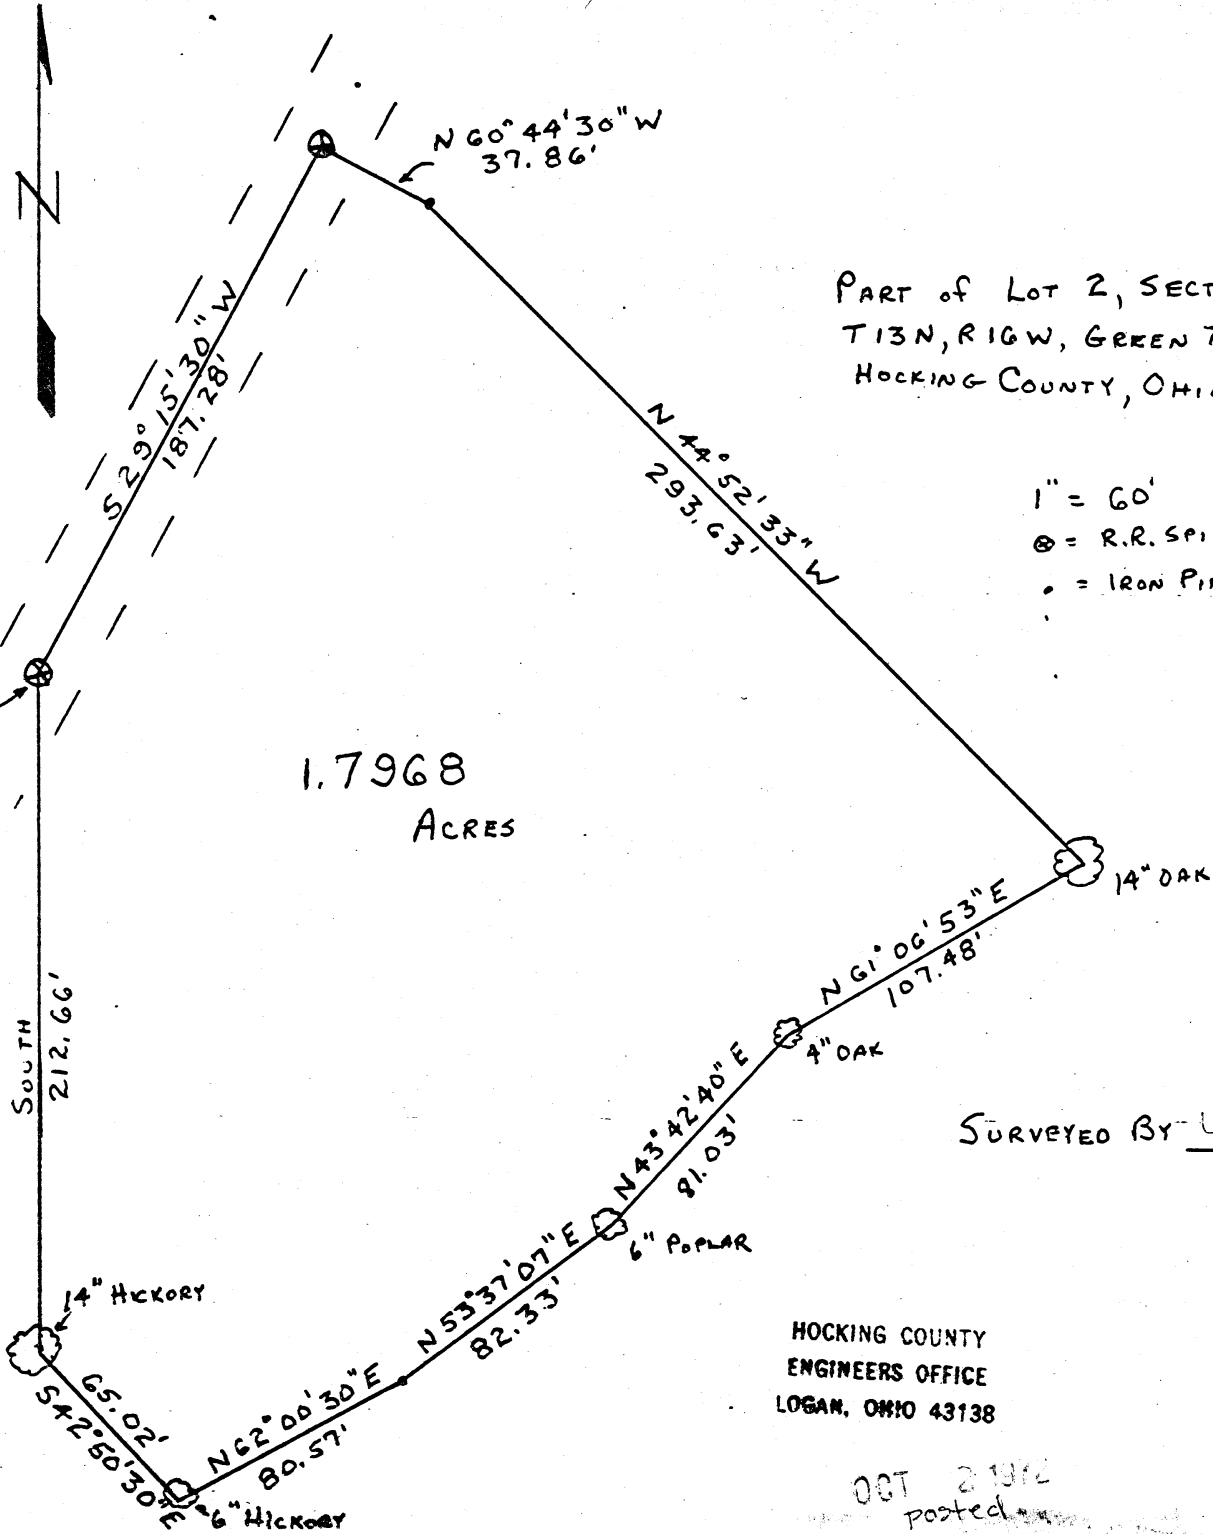 N
N 60° 44' 30" W
37.86'
S 29° 15' 30" W
187.28'
PART of LOT 2, SECT
T13N, R16W, GREEN T
HOCKING COUNTY, OHI
N 44° 52' 33" W
293.63'
1" = 60'
⊗ = R.R. SPI
• = IRON PI
1.7968
ACRES
14" OAK
N 61° 06' 53" E
107.48'
4" OAK
SOUTH
212.66'
N 43° 42' 40" E
81.03'
SURVEYED BY
6" POPLAR
N 53° 37' 07" E
82.33'
14" HICKORY
65.02'
S 42° 50' 30" E
N 62° 00' 30" E
80.57'
6" HICKORY
HOCKING COUNTY
ENGINEERS OFFICE
LOGAN, OHIO 43138
OCT 2 1972
posted